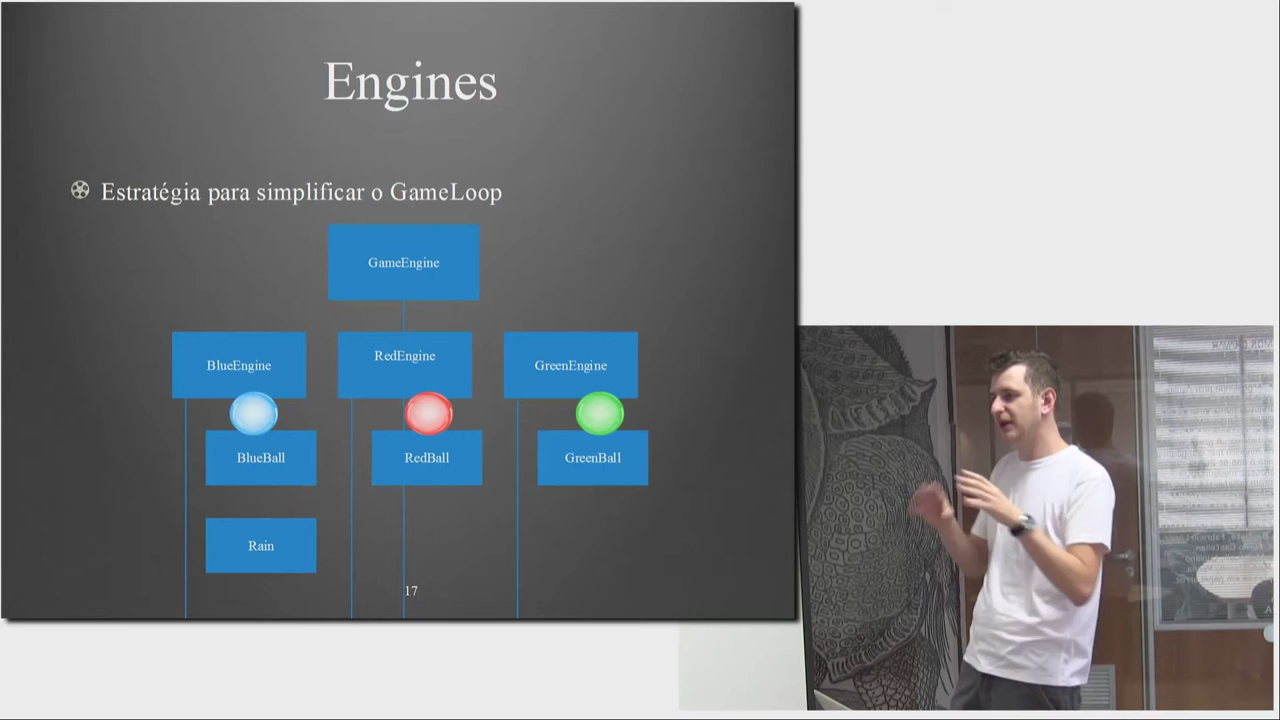 Engines
Estratégia para simplificar o GameLoop
GameEngine
BlueEngine
RedEngine
GreenEngine
BlueBall
RedBall
GreenBall
Rain
17